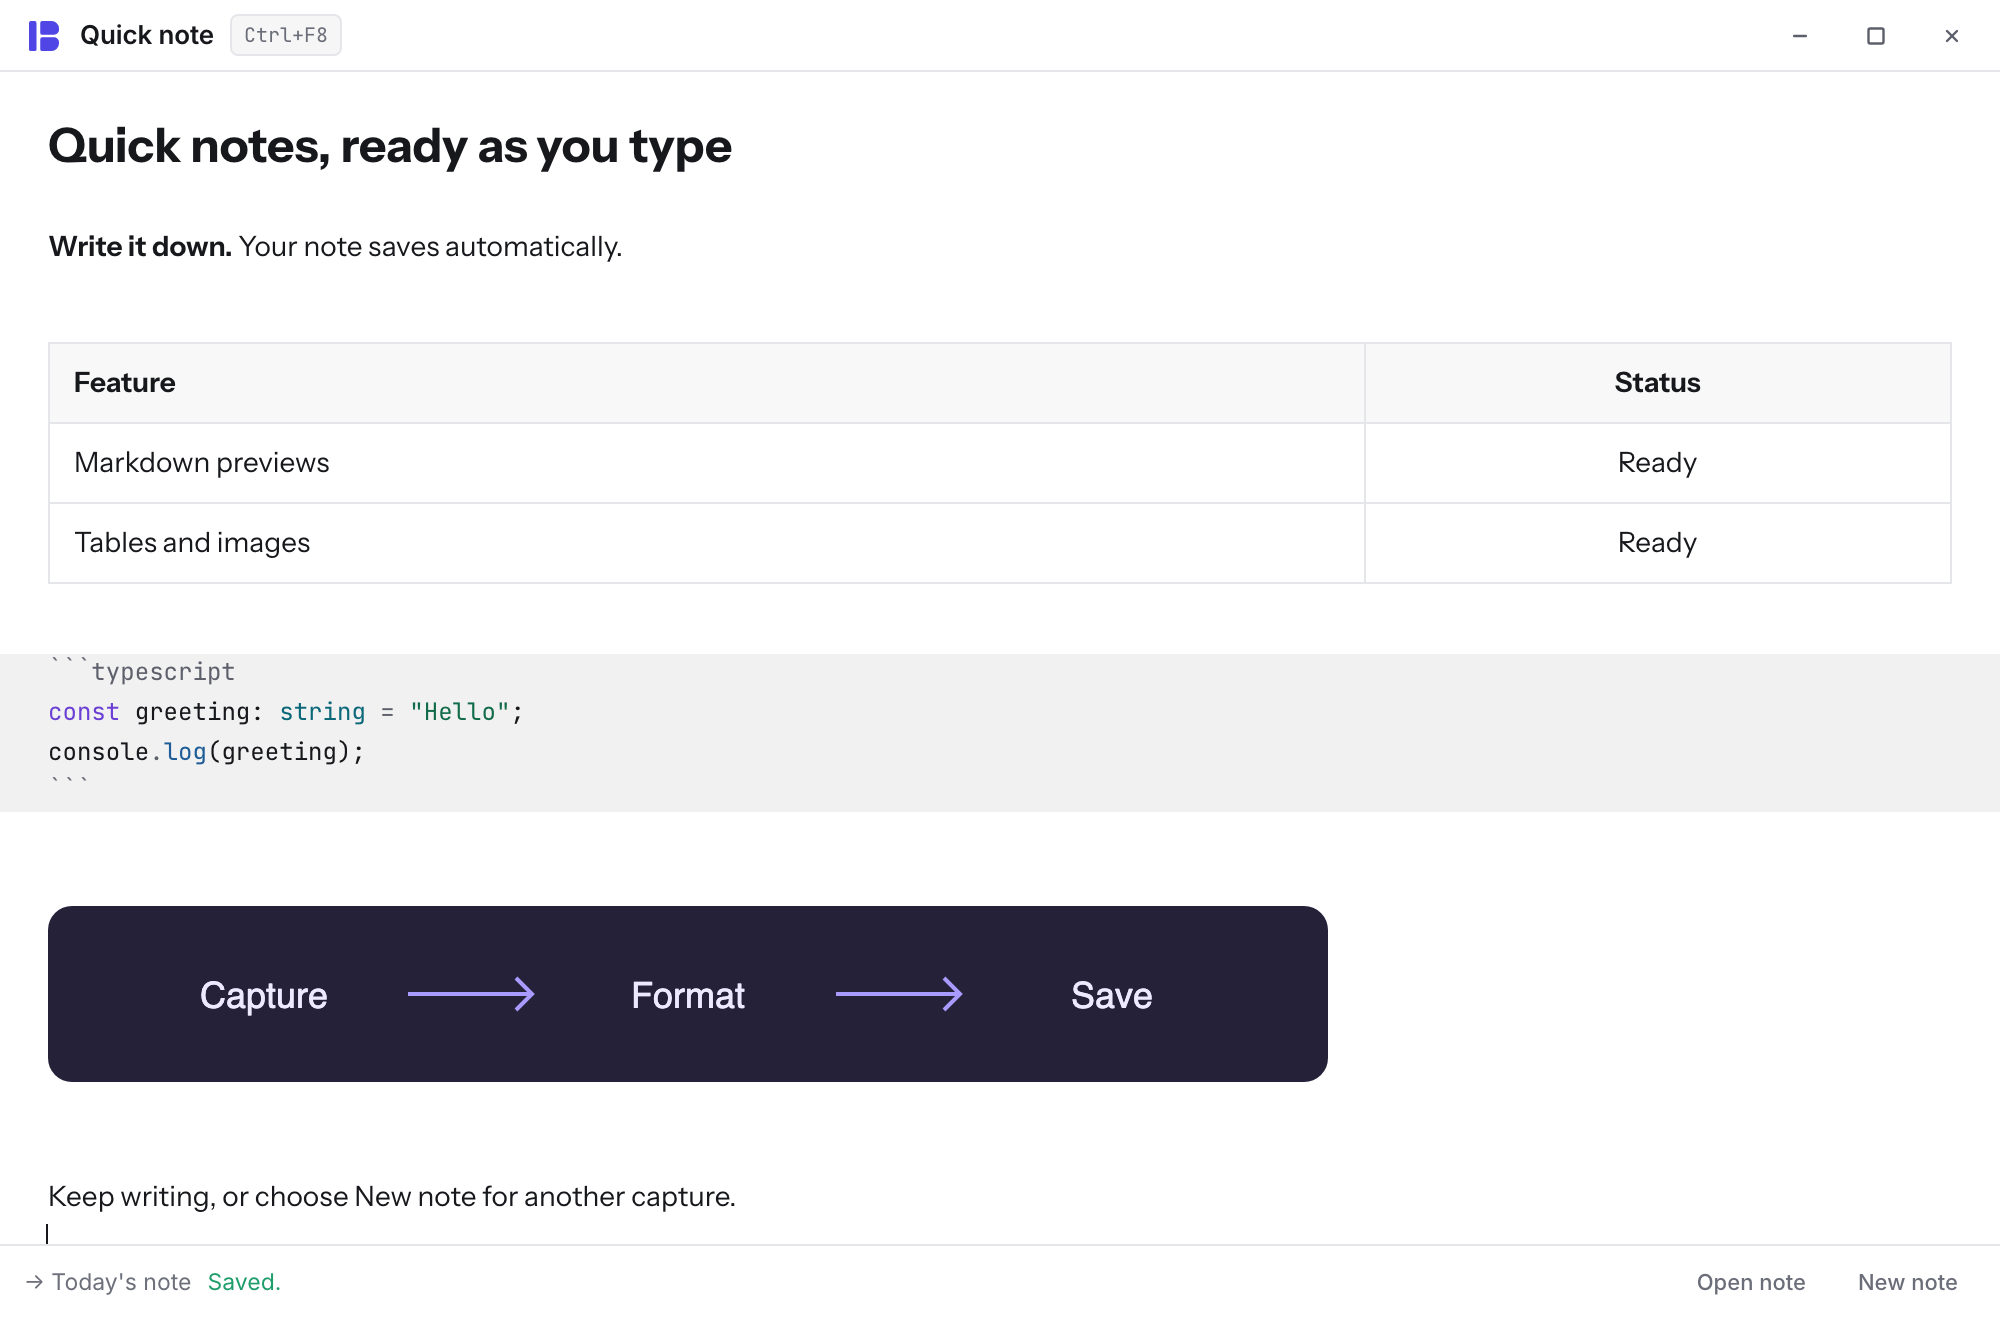 Quick note Ctrl+F8
Quick notes, ready as you type
Write it down. Your note saves automatically.
Feature Status
Markdown previews Ready
Tables and images Ready
```typescript
const greeting: string = "Hello";
console.log(greeting);
```
Capture Format Save
Keep writing, or choose New note for another capture.
→ Today's note Saved. Open note New note